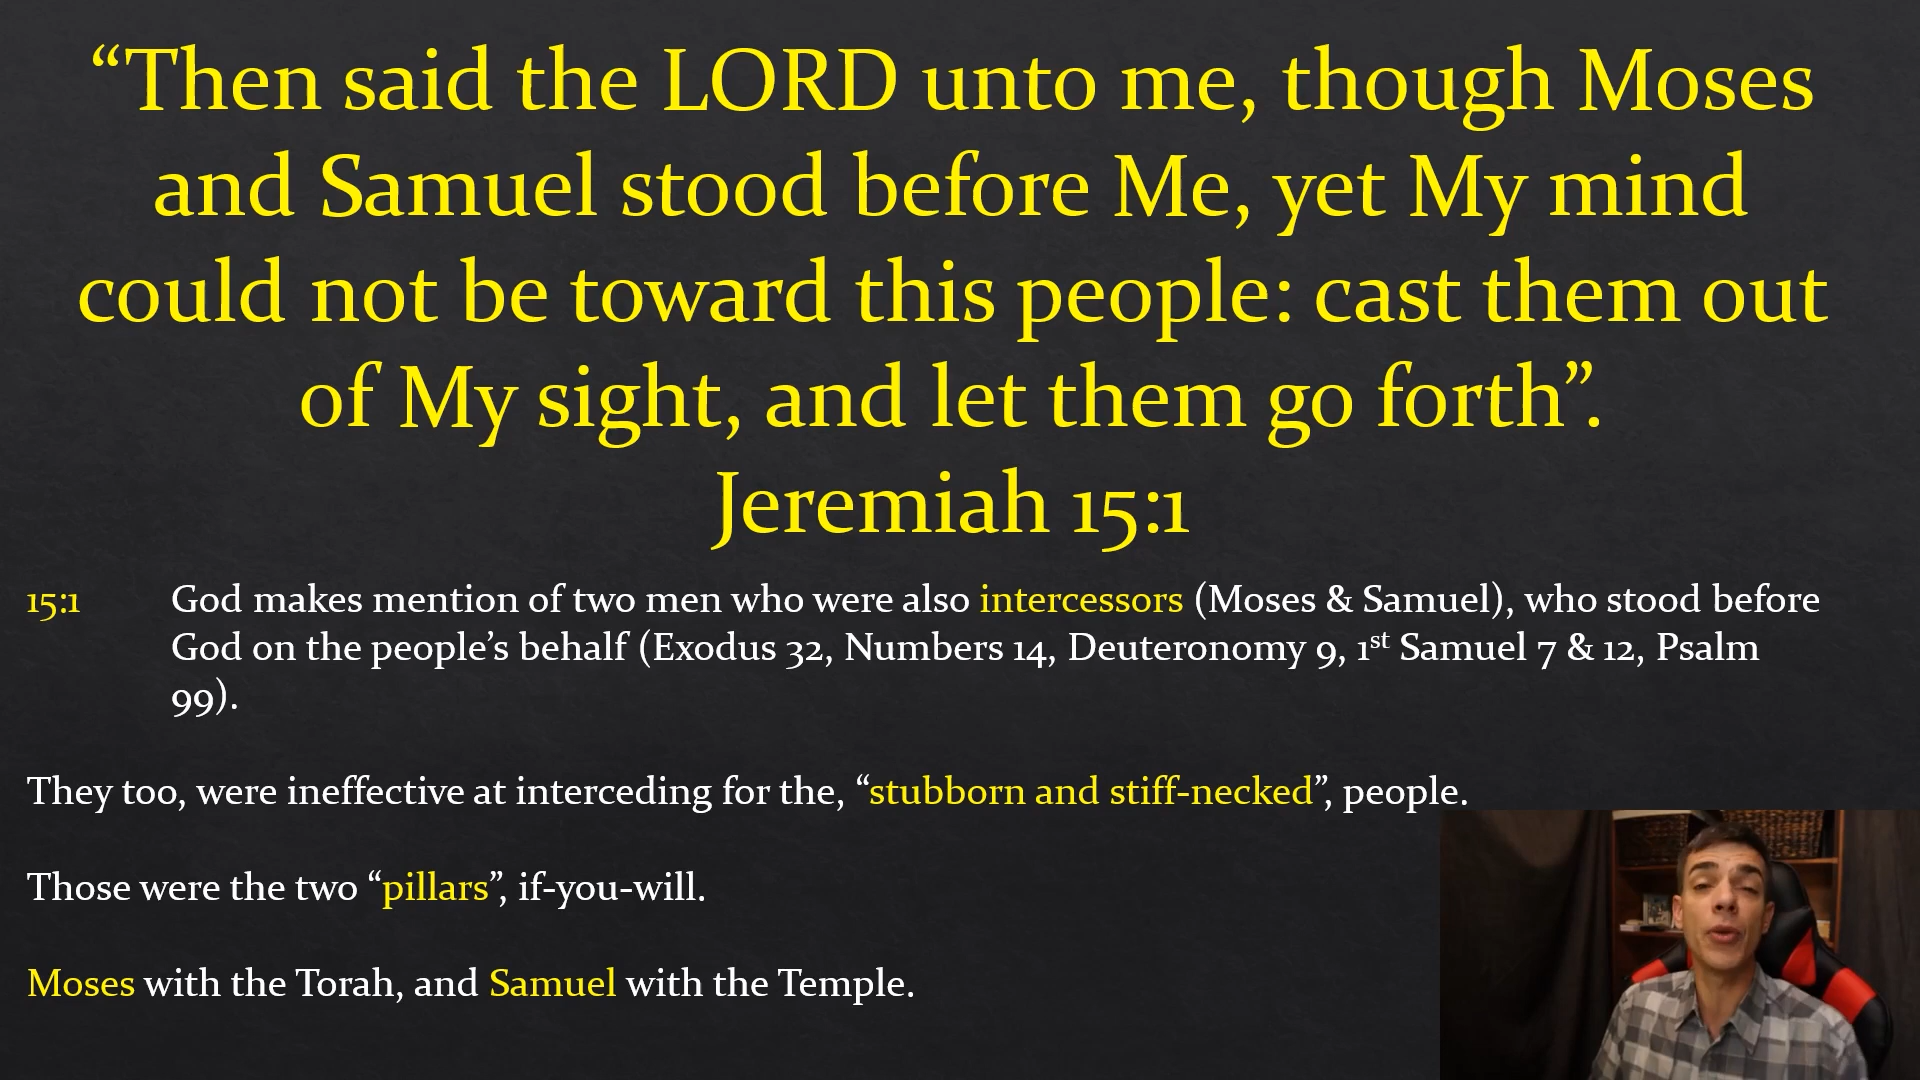 “Then said the LORD unto me, though Moses
and Samuel stood before Me, yet My mind
could not be toward this people: cast them out
of My sight, and let them go forth”.
Jeremiah 15:1
15:1 God makes mention of two men who were also intercessors (Moses & Samuel), who stood before
God on the people’s behalf (Exodus 32, Numbers 14, Deuteronomy 9, 1st Samuel 7 & 12, Psalm
99).
They too, were ineffective at interceding for the, “stubborn and stiff-necked”, people.
Those were the two “pillars”, if-you-will.
Moses with the Torah, and Samuel with the Temple.